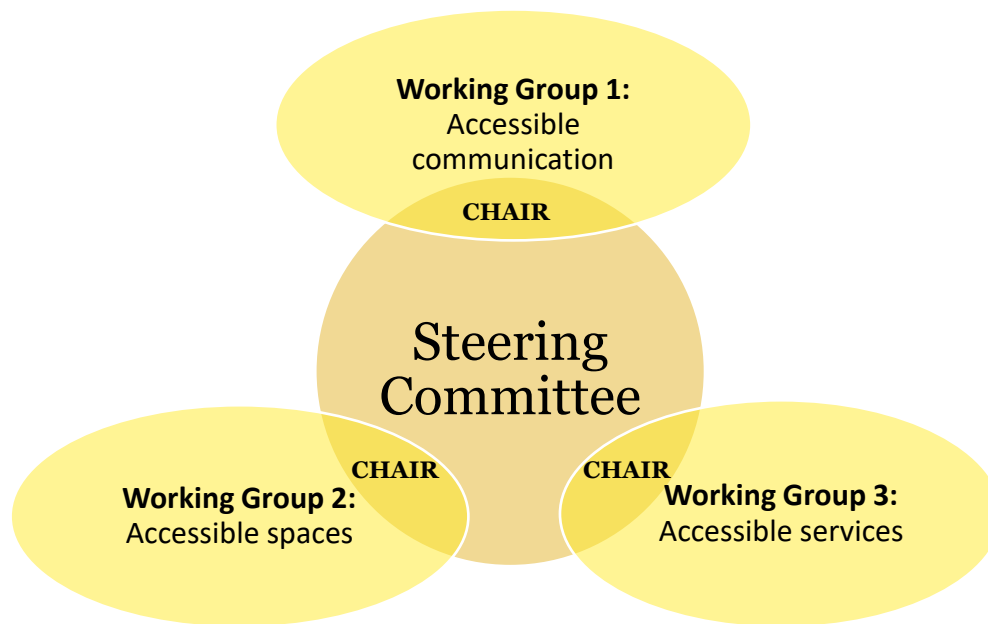 Working Group 1:
Accessible
communication
CHAIR
Steering
Committee
CHAIR
Working Group 2:
Accessible spaces
CHAIR
Working Group 3:
Accessible services